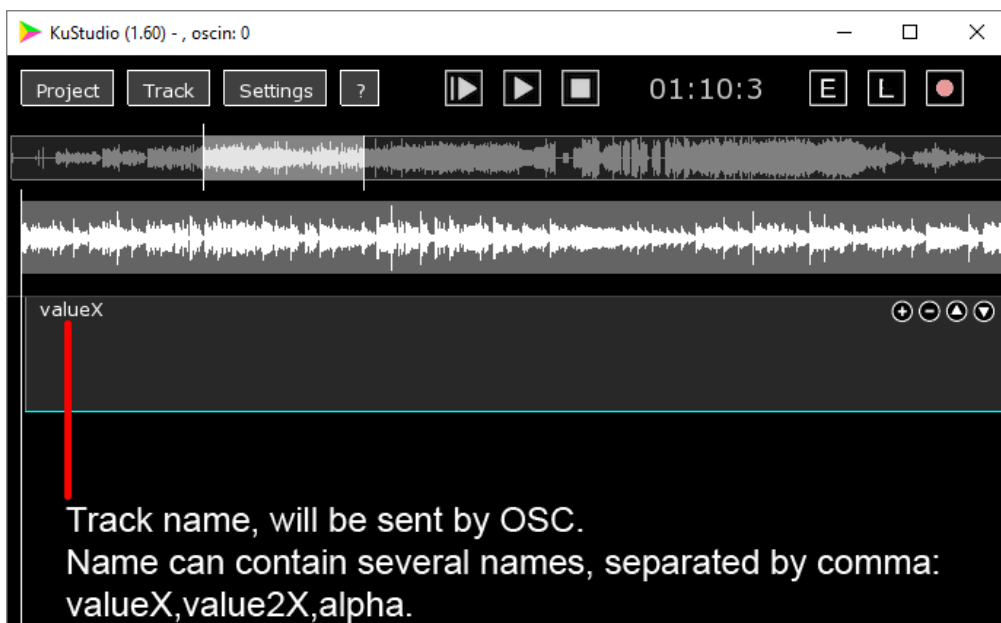 KuStudio (1.60) - , oscin: 0
Project Track Settings ? 01:10:3 E L
valueX
Track name, will be sent by OSC.
Name can contain several names, separated by comma:
valueX,value2X,alpha.